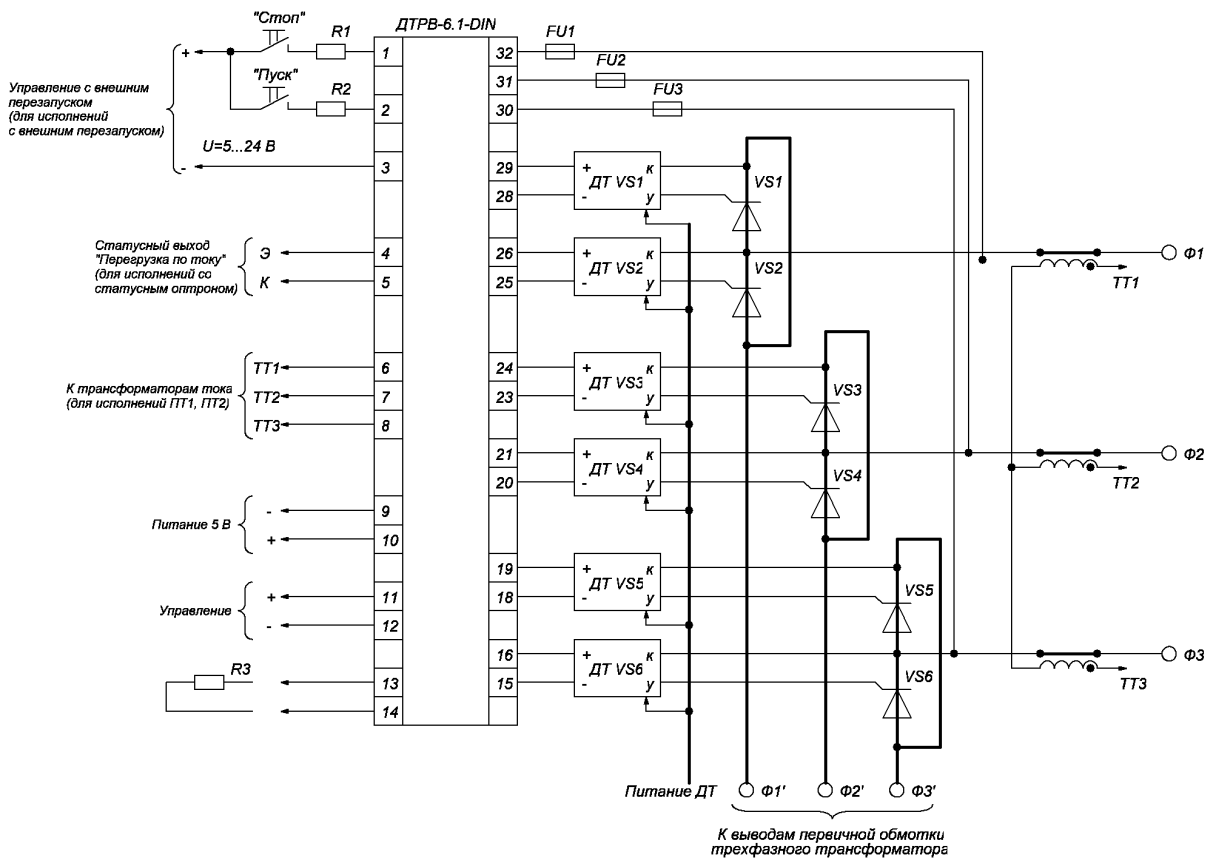 ДТРВ-6.1-DIN
"Стоп"
R1
+
"Пуск"
R2
Управление с внешним
перезапуском
(для исполнений
с внешним перезапуском)
U=5...24 В
-
Статусный выход
"Перегрузка по току"
(для исполнений со
статусным оптроном)
Э
К
К трансформаторам тока
(для исполнений ПТ1, ПТ2)
ТТ1
ТТ2
ТТ3
Питание 5 В
-
+
Управление
+
-
R3
1
2
3
4
5
6
7
8
9
10
11
12
13
14
32
31
30
29
28
26
25
24
23
21
20
19
18
16
15
FU1
FU2
FU3
+ к
ДТ VS1
- у
+ к
ДТ VS2
- у
+ к
ДТ VS3
- у
+ к
ДТ VS4
- у
+ к
ДТ VS5
- у
+ к
ДТ VS6
- у
VS1
VS2
VS3
VS4
VS5
VS6
Ф1
ТТ1
Ф2
ТТ2
Ф3
ТТ3
Питание ДТ
Ф1'
Ф2'
Ф3'
К выводам первичной обмотки
трехфазного трансформатора